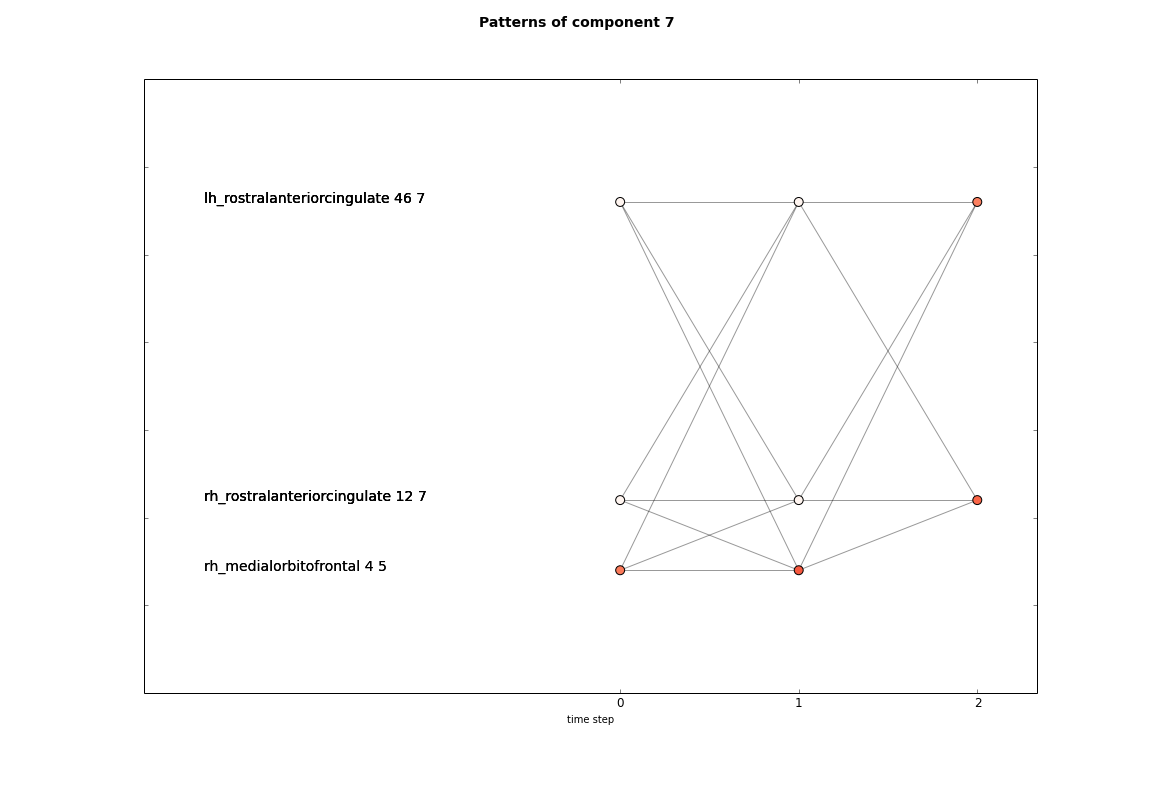 Patterns of component 7
lh_rostralanteriorcingulate 46 7
rh_rostralanteriorcingulate 12 7
rh_medialorbitofrontal 4 5
0 1 2
time step